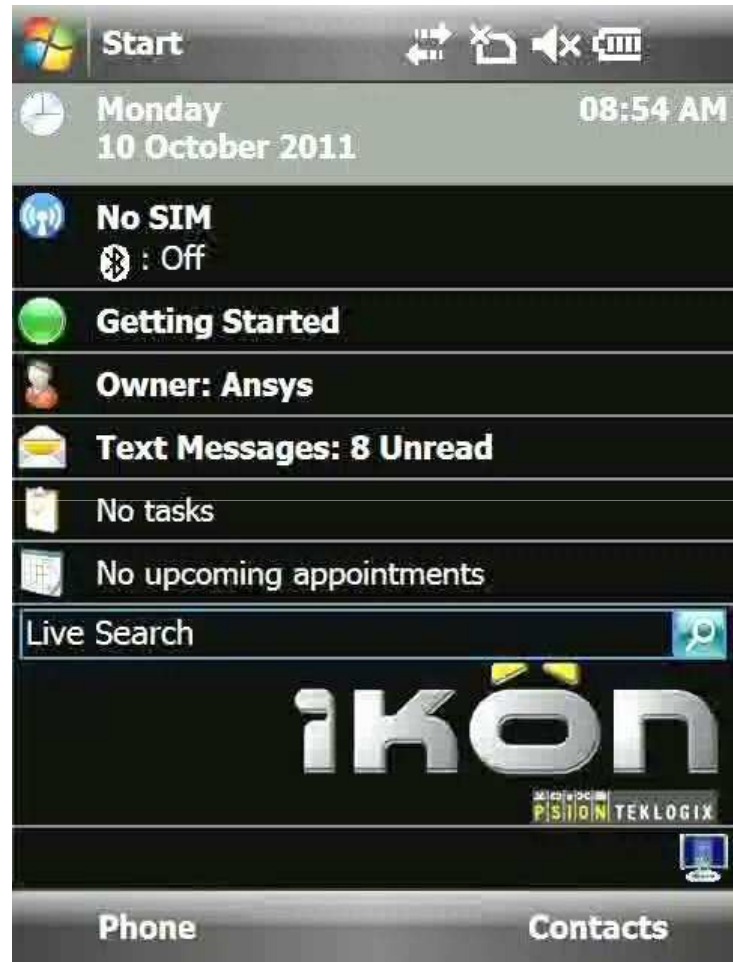 Start
Monday 08:54 AM
10 October 2011
No SIM
: Off
Getting Started
Owner: Ansys
Text Messages: 8 Unread
No tasks
No upcoming appointments
Live Search
ikôn
PSION TEKLOGIX
Phone Contacts